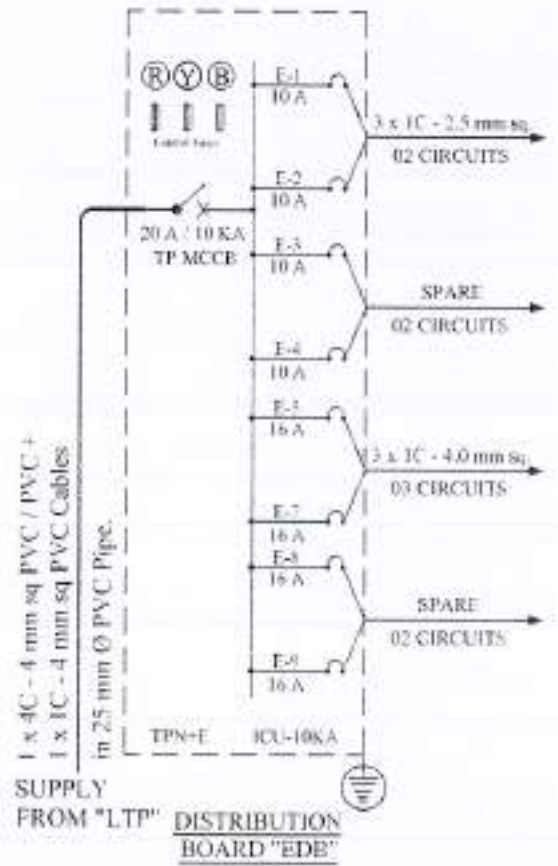 R Y B
E-1
10 A
3 x 1C - 2.5 mm sq
02 CIRCUITS
E-2
10 A
20 A / 10 KA
TP MCCB
E-3
10 A
SPARE
02 CIRCUITS
E-4
10 A
E-5
16 A
3 x 1C - 4.0 mm sq
03 CIRCUITS
E-7
16 A
E-8
16 A
SPARE
02 CIRCUITS
E-9
16 A
1 x 4C - 4 mm sq PVC / PVC +
1 x 1C - 4 mm sq PVC Cables
in 25 mm Ø PVC Pipe.
TPN+E
ICU-10KA
SUPPLY
FROM "LTP"
DISTRIBUTION
BOARD "EDB"